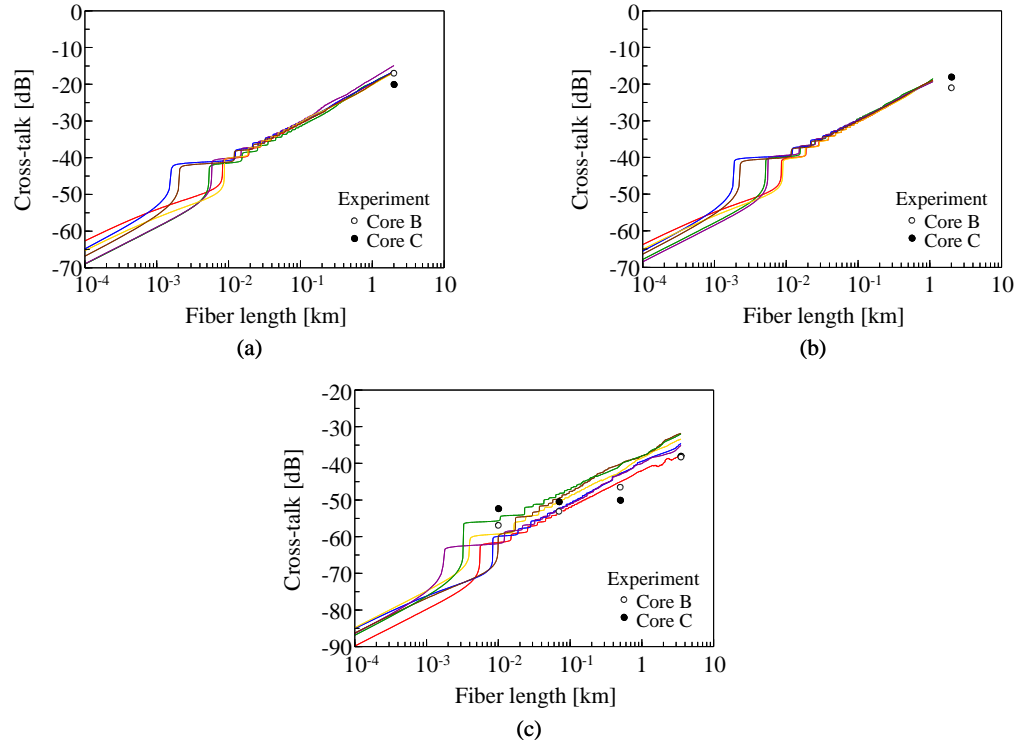 0
-10
-20
-30
-40
-50
-60
-70
Cross-talk [dB]
Experiment
Core B
Core C
10-4 10-3 10-2 10-1 1 10
Fiber length [km]
(a)
0
-10
-20
-30
-40
-50
-60
-70
Cross-talk [dB]
Experiment
Core B
Core C
10-4 10-3 10-2 10-1 1 10
Fiber length [km]
(b)
-20
-30
-40
-50
-60
-70
-80
-90
Cross-talk [dB]
Experiment
Core B
Core C
10-4 10-3 10-2 10-1 1 10
Fiber length [km]
(c)